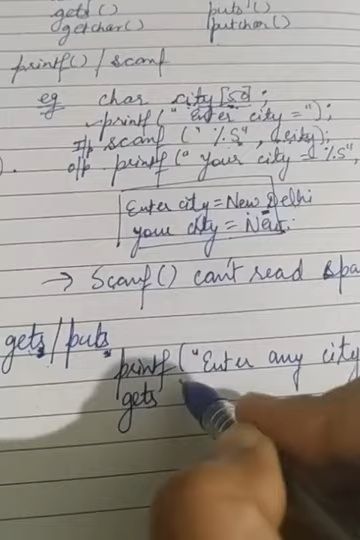 gets() puts()
getchar() putchar()
printf() / scanf
eg char city[50];
printf("Enter city =");
I/p scanf("%s", &city);
o/p printf("your city = %s",
Enter city = New Delhi
your city = New
→ Scanf() can't read spa
gets/puts
printf("Enter any city
gets